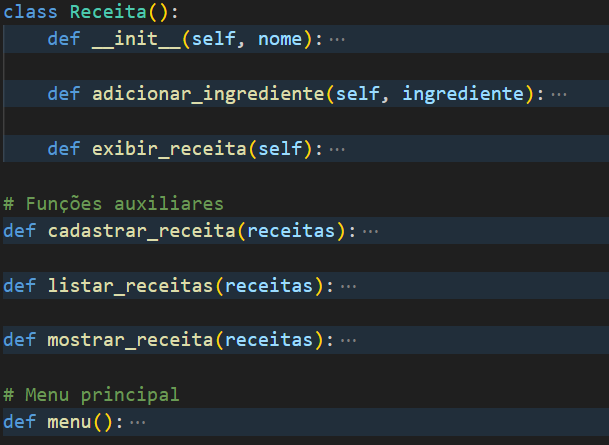 class Receita():
def __init__(self, nome):···
def adicionar_ingrediente(self, ingrediente):···
def exibir_receita(self):···
# Funções auxiliares
def cadastrar_receita(receitas):···
def listar_receitas(receitas):···
def mostrar_receita(receitas):···
# Menu principal
def menu():···